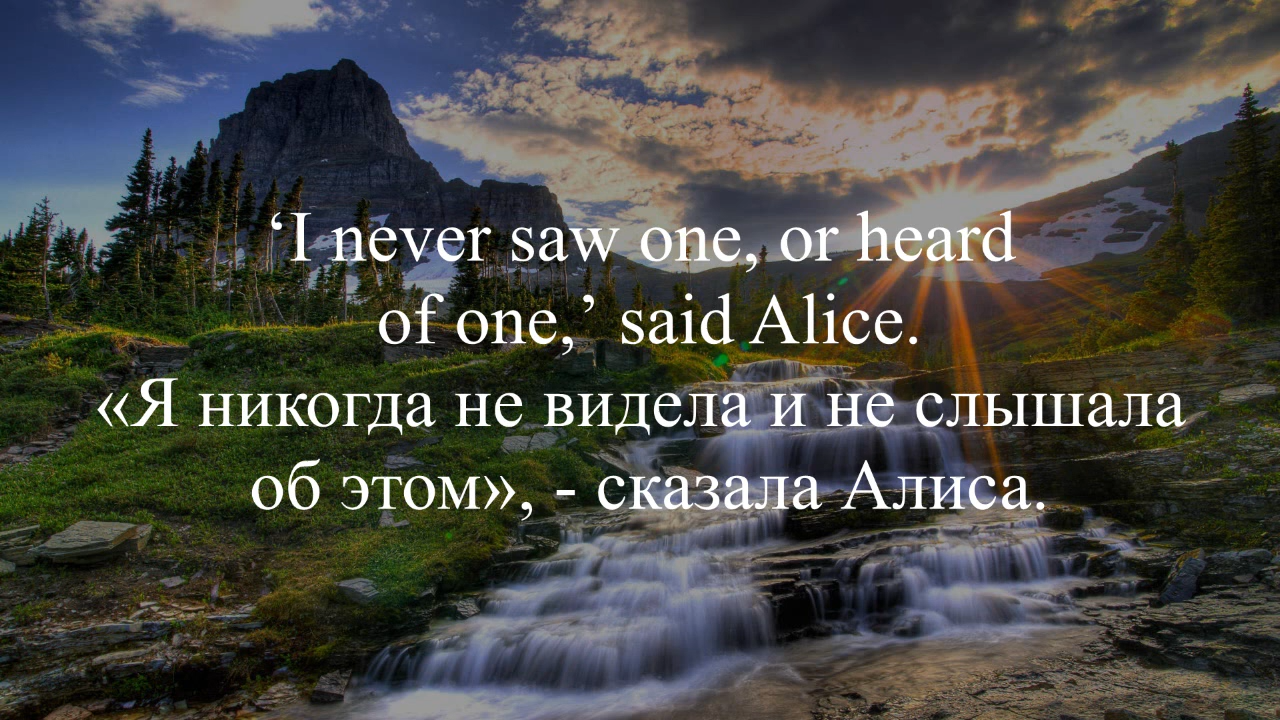 ‘I never saw one, or heard
of one,’ said Alice.
«Я никогда не видела и не слышала
об этом», - сказала Алиса.